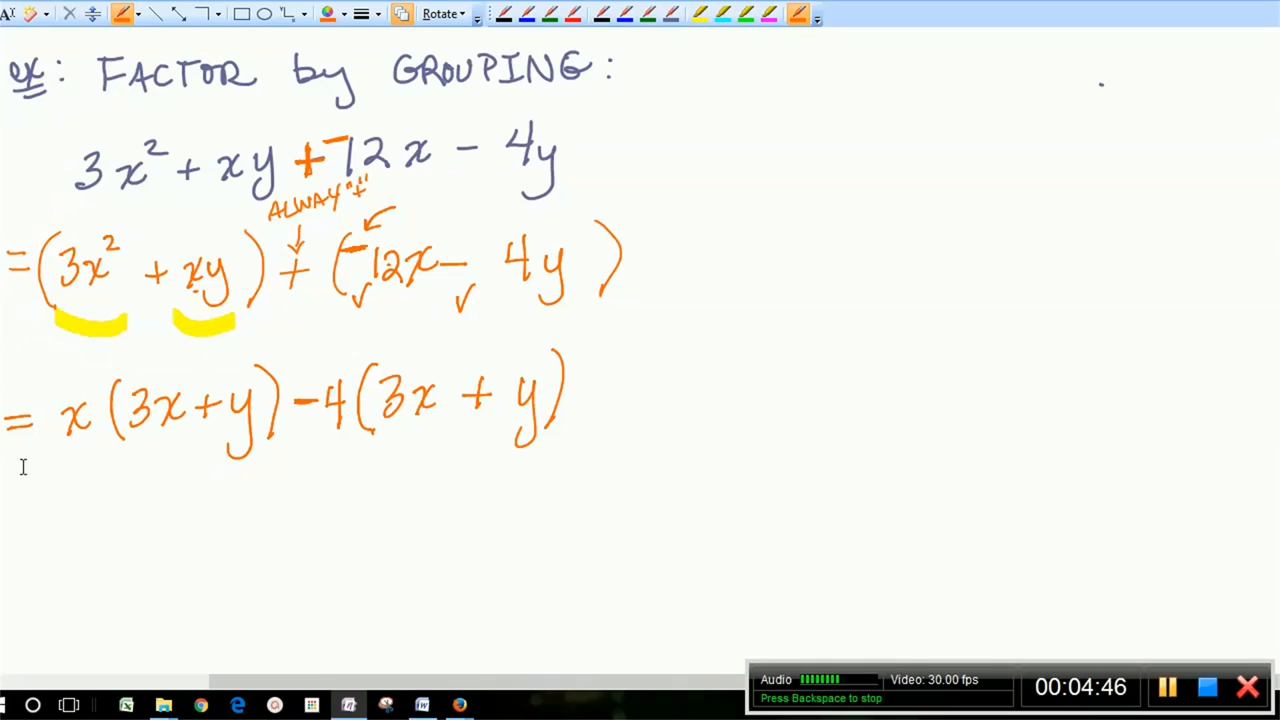 Rotate
ex: FACTOR by GROUPING:
3x² + xy + -12x - 4y
ALWAY "+"
= (3x² + xy) + (-12x - 4y)
= x(3x+y) -4(3x + y)
Audio
Video: 30.00 fps
Press Backspace to stop
00:04:46